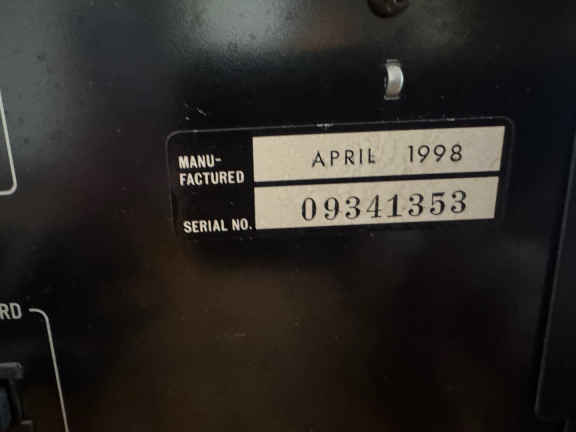 MANU-
FACTURED
APRIL 1998
SERIAL NO.
09341353
RD